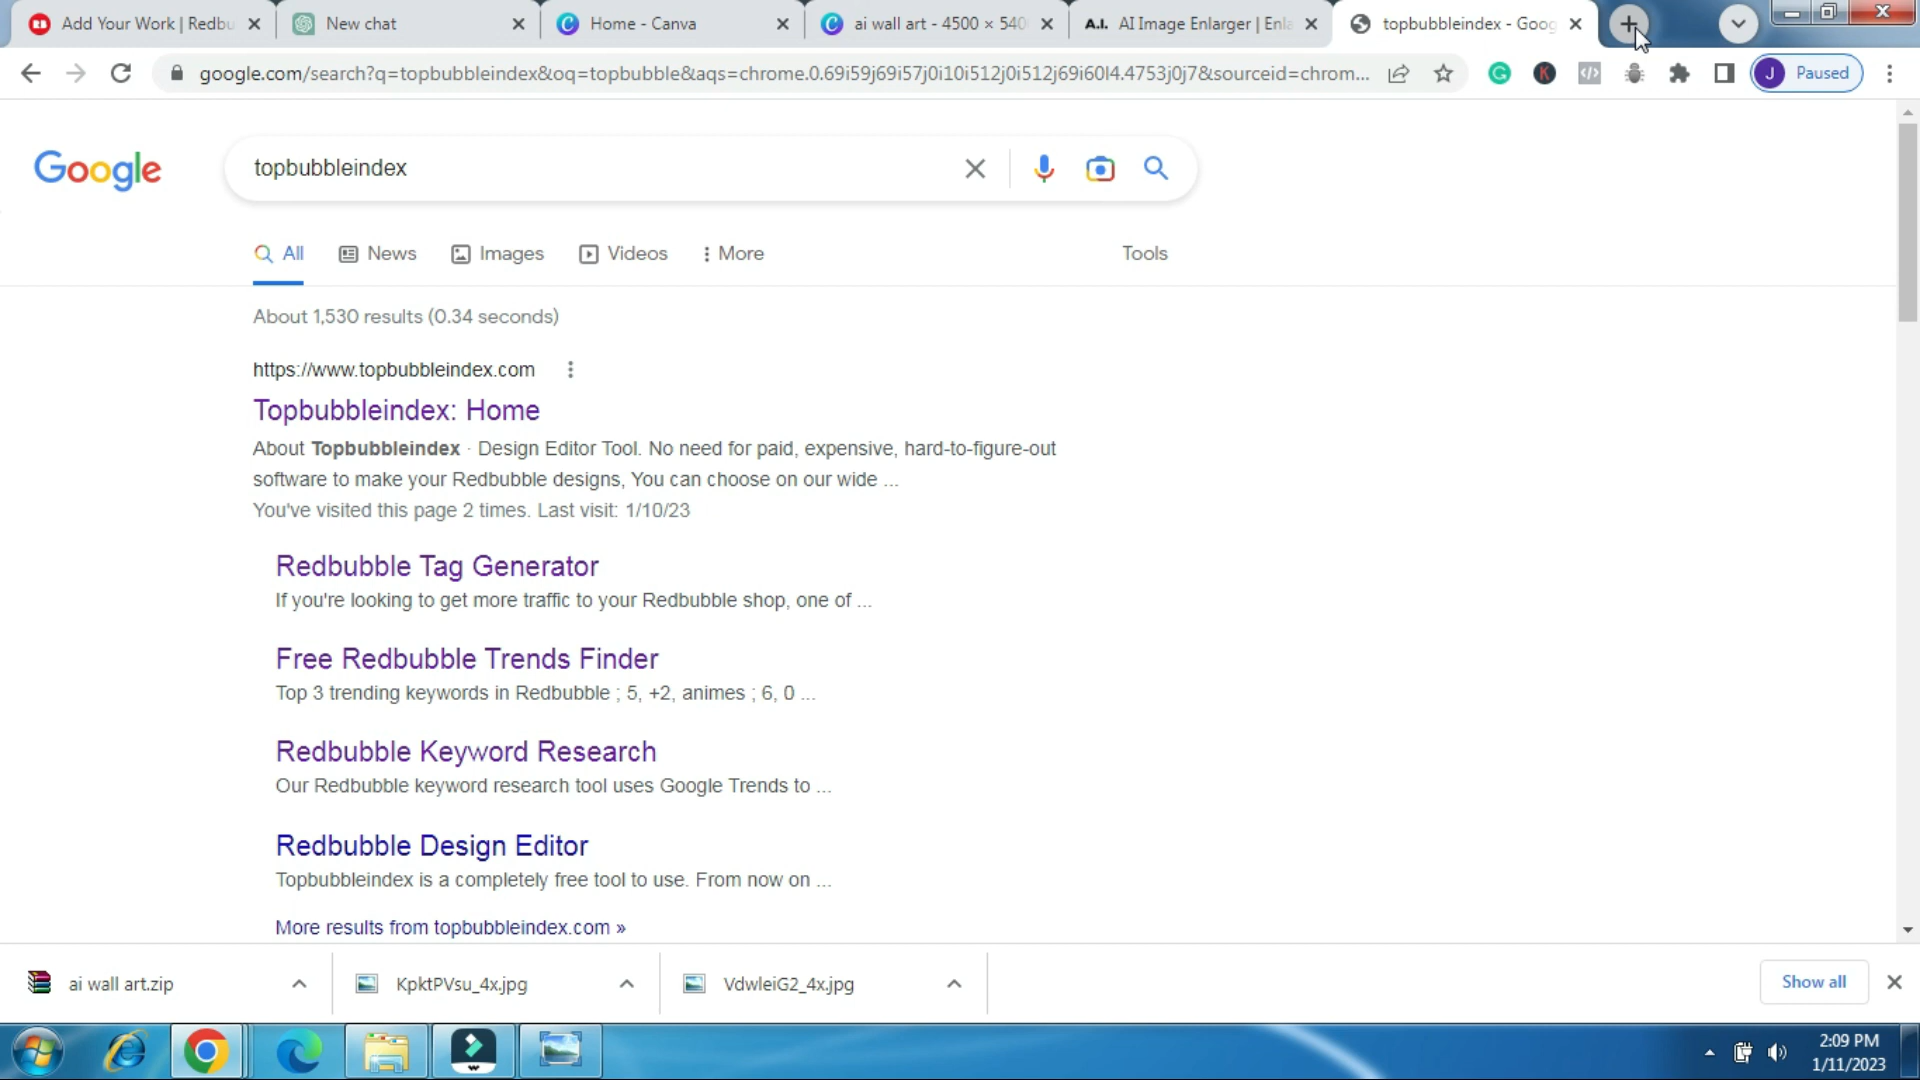 Add Your Work | Redbu
New chat
Home - Canva
ai wall art - 4500 × 540
A.I. AI Image Enlarger | Enla
topbubbleindex - Goog
google.com/search?q=topbubbleindex&oq=topbubble&aqs=chrome.0.69i59j69i57j0i10i512j0i512j69i60l4.4753j0j7&sourceid=chrom...
J Paused
Google
topbubbleindex
All
News
Images
Videos
More
Tools
About 1,530 results (0.34 seconds)
https://www.topbubbleindex.com
Topbubbleindex: Home
About Topbubbleindex · Design Editor Tool. No need for paid, expensive, hard-to-figure-out
software to make your Redbubble designs, You can choose on our wide ...
You've visited this page 2 times. Last visit: 1/10/23
Redbubble Tag Generator
If you're looking to get more traffic to your Redbubble shop, one of ...
Free Redbubble Trends Finder
Top 3 trending keywords in Redbubble ; 5, +2, animes ; 6, 0 ...
Redbubble Keyword Research
Our Redbubble keyword research tool uses Google Trends to ...
Redbubble Design Editor
Topbubbleindex is a completely free tool to use. From now on ...
More results from topbubbleindex.com »
ai wall art.zip
KpktPVsu_4x.jpg
VdwleiG2_4x.jpg
Show all
2:09 PM
1/11/2023